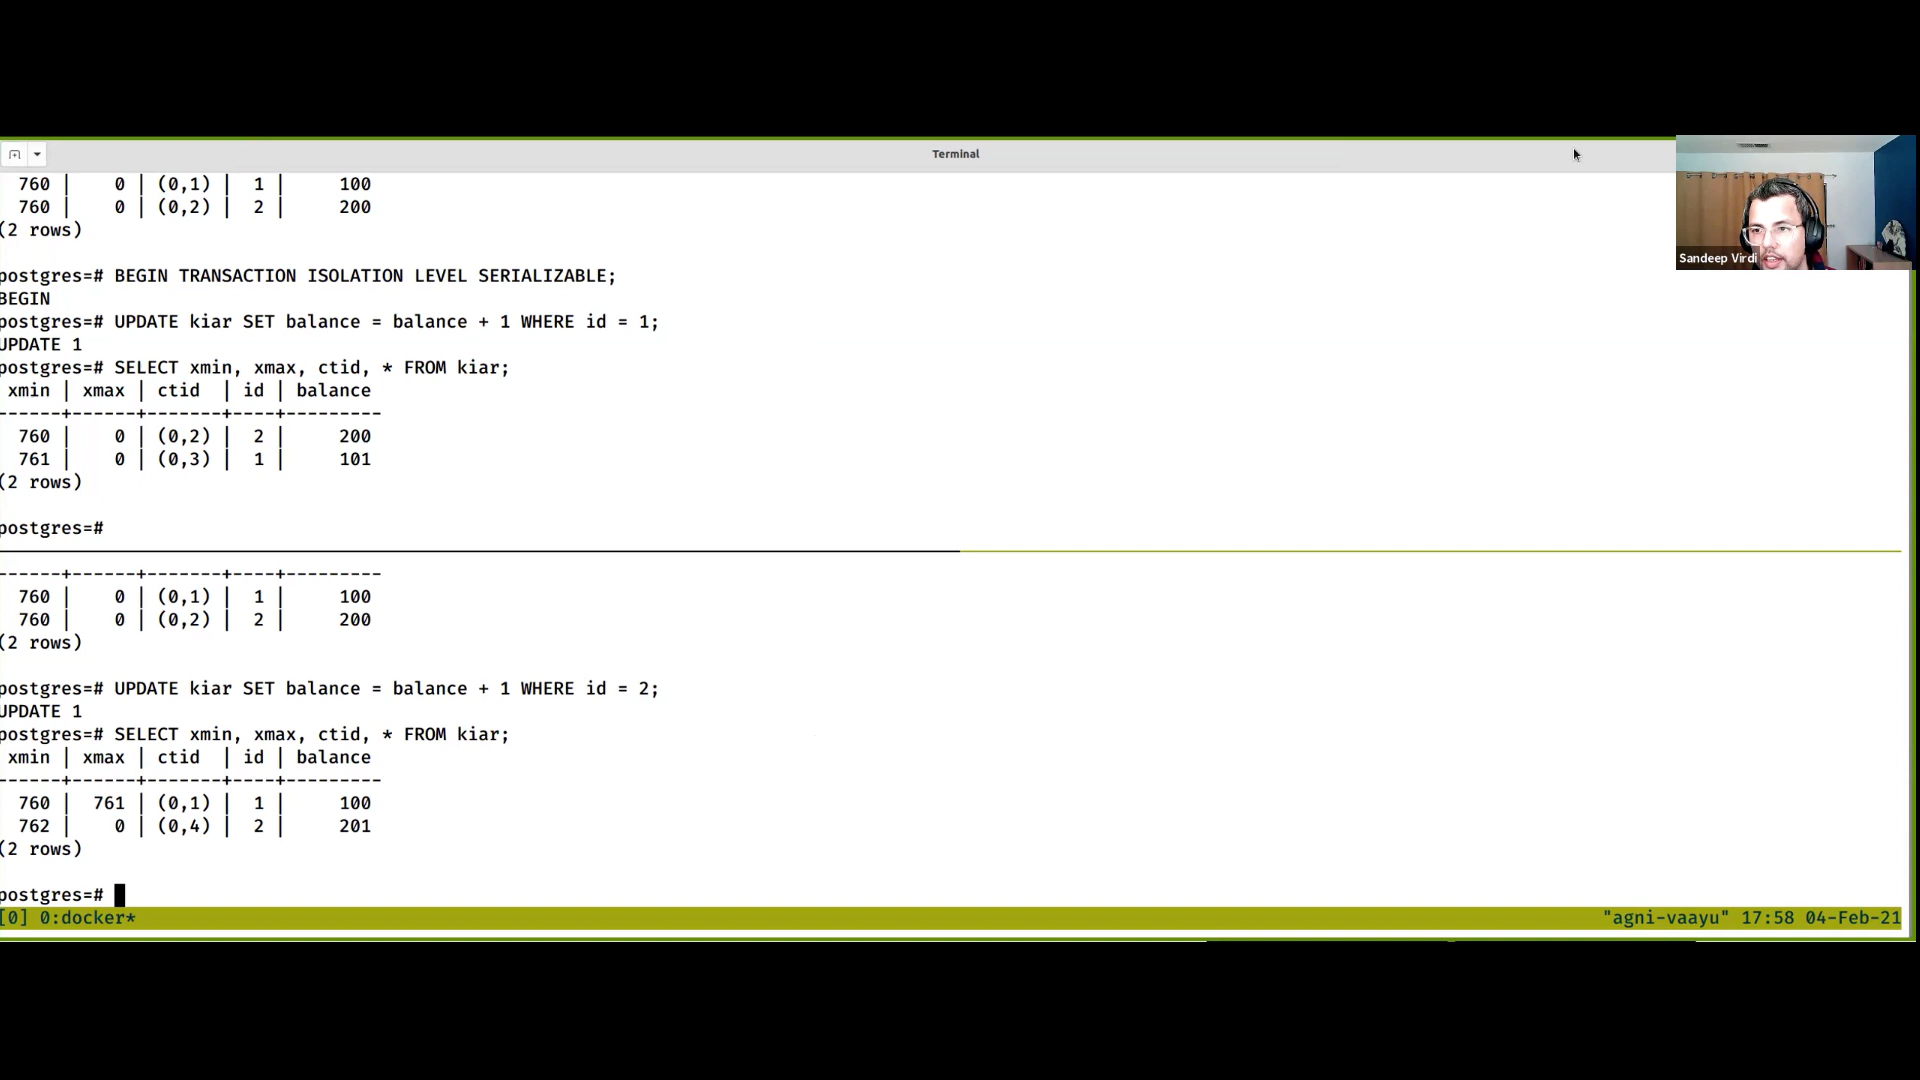 Terminal
760 | 0 | (0,1) | 1 | 100
760 | 0 | (0,2) | 2 | 200
(2 rows)
postgres=# BEGIN TRANSACTION ISOLATION LEVEL SERIALIZABLE;
BEGIN
postgres=# UPDATE kiar SET balance = balance + 1 WHERE id = 1;
UPDATE 1
postgres=# SELECT xmin, xmax, ctid, * FROM kiar;
xmin | xmax | ctid | id | balance
------+------+-------+----+---------
760 | 0 | (0,2) | 2 | 200
761 | 0 | (0,3) | 1 | 101
(2 rows)
postgres=#
------+------+-------+----+---------
760 | 0 | (0,1) | 1 | 100
760 | 0 | (0,2) | 2 | 200
(2 rows)
postgres=# UPDATE kiar SET balance = balance + 1 WHERE id = 2;
UPDATE 1
postgres=# SELECT xmin, xmax, ctid, * FROM kiar;
xmin | xmax | ctid | id | balance
------+------+-------+----+---------
760 | 761 | (0,1) | 1 | 100
762 | 0 | (0,4) | 2 | 201
(2 rows)
postgres=#
[0] 0:docker* "agni-vaayu" 17:58 04-Feb-21
Sandeep Virdi